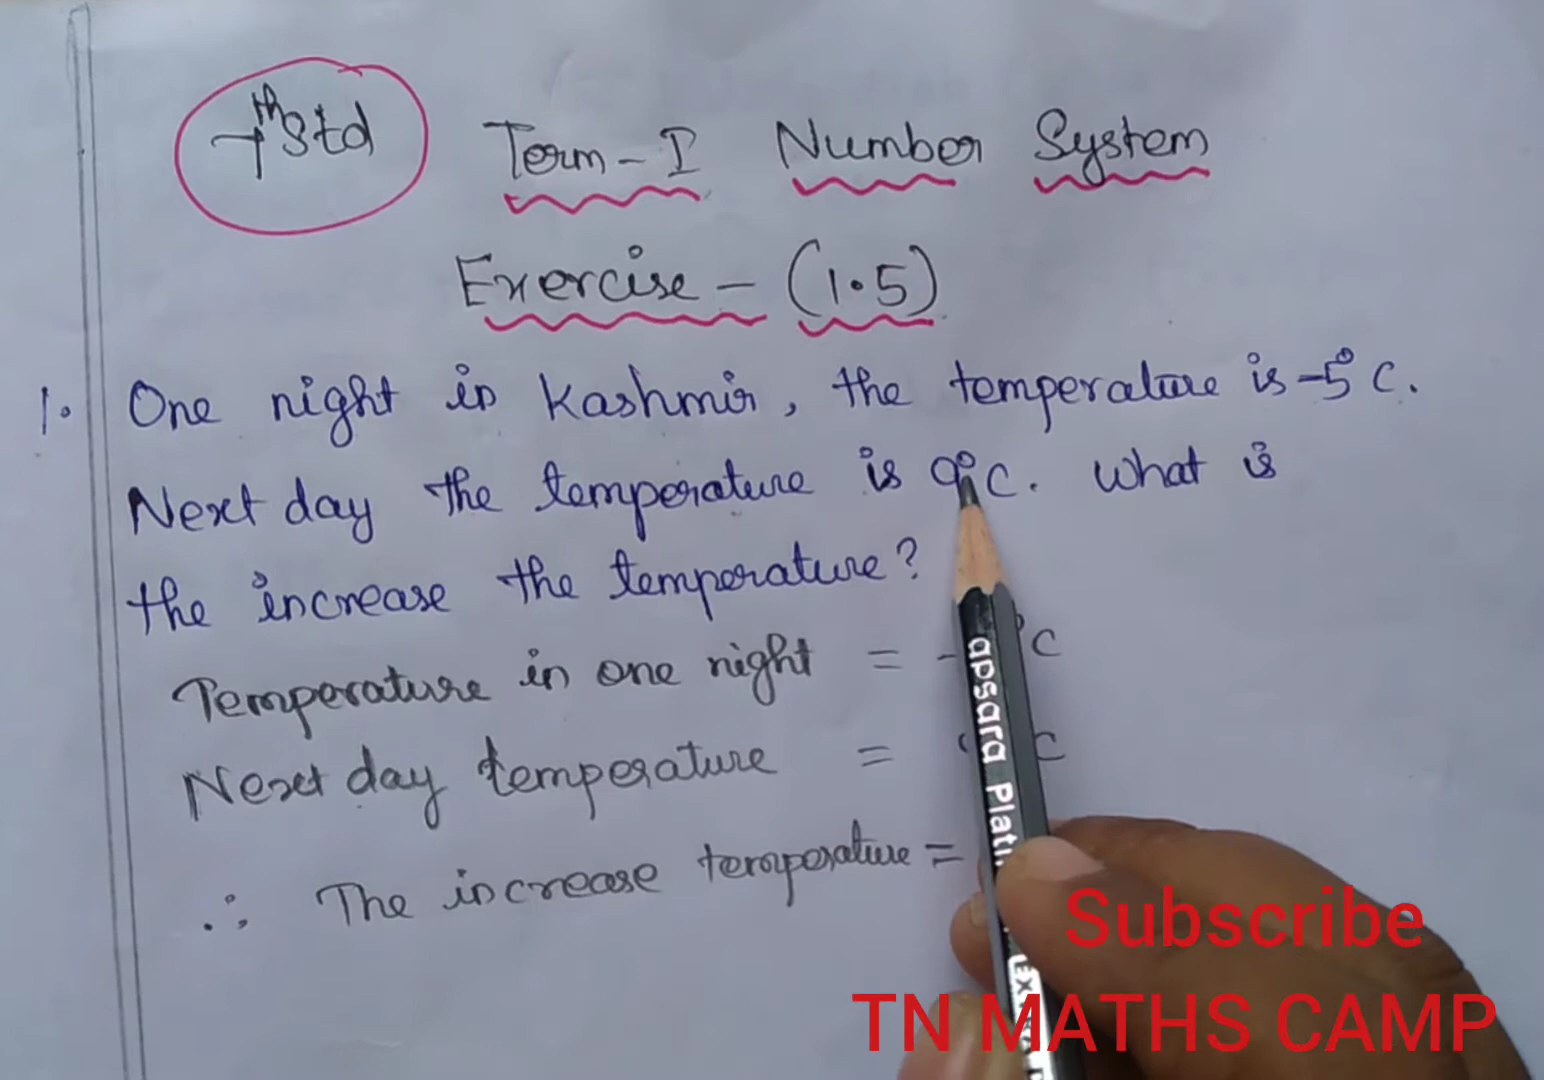 7th Std Term - I Number System
Exercise - (1.5)
1. One night in Kashmir, the temperature is -5°C.
Next day the temperature is 9°C. What is
the increase the temperature?
Temperature in one night = - °C
Next day temperature = C
∴ The increase temperature =
apsara Plati
Subscribe
TN MATHS CAMP